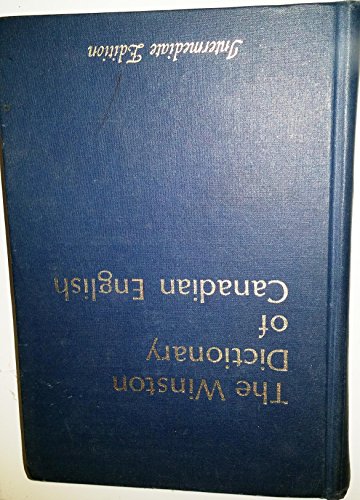 The Winston
Dictionary
of
Canadian English
Intermediate Edition